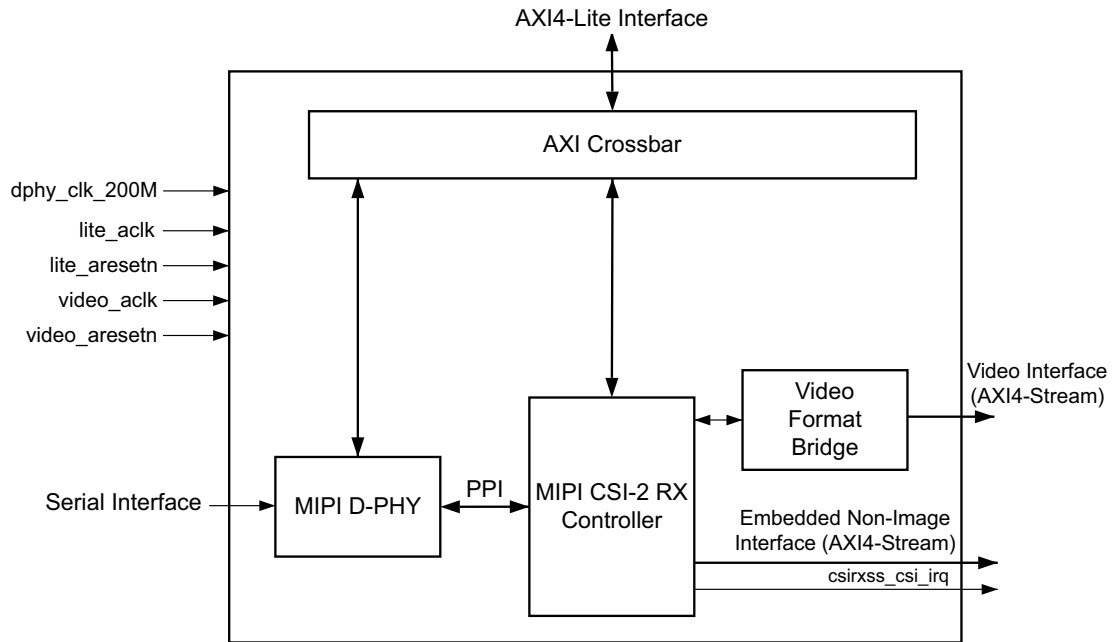 AXI4-Lite Interface
AXI Crossbar
dphy_clk_200M
lite_aclk
lite_aresetn
video_aclk
video_aresetn
Video
Format
Bridge
Video Interface
(AXI4-Stream)
Serial Interface
MIPI D-PHY
PPI
MIPI CSI-2 RX
Controller
Embedded Non-Image
Interface (AXI4-Stream)
csirxss_csi_irq